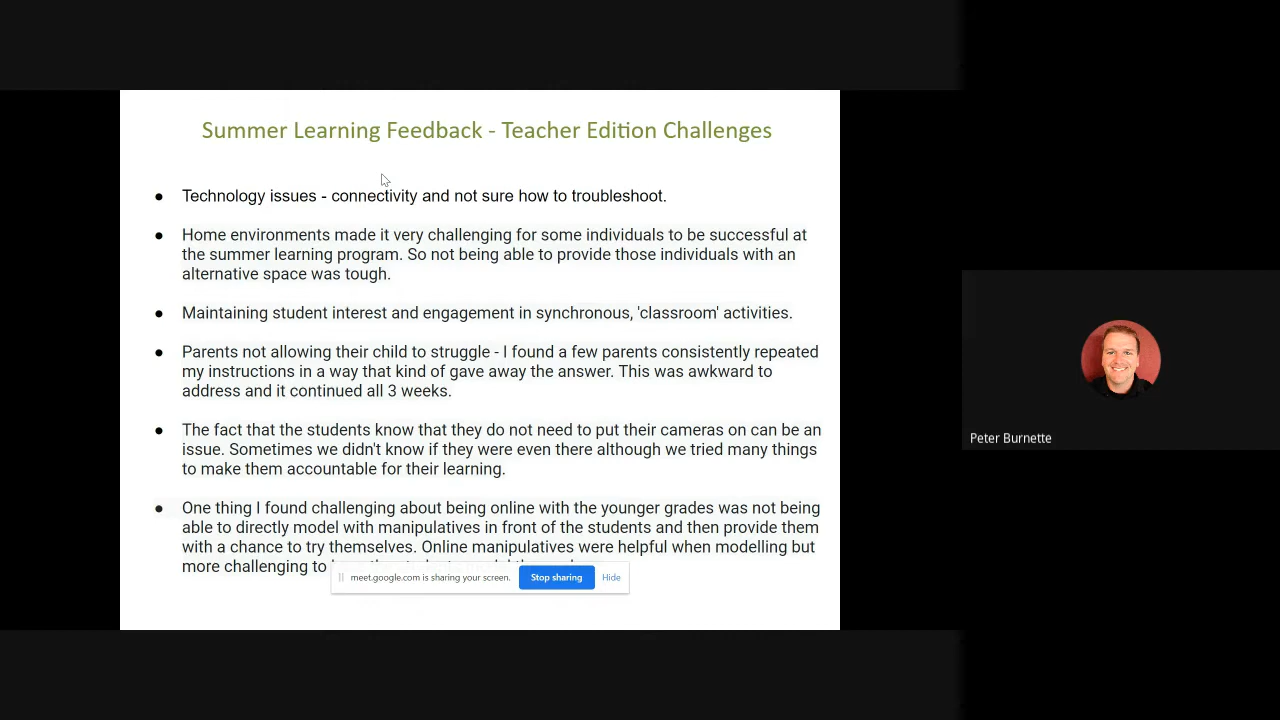 Summer Learning Feedback - Teacher Edition Challenges
● Technology issues - connectivity and not sure how to troubleshoot.
● Home environments made it very challenging for some individuals to be successful at
the summer learning program. So not being able to provide those individuals with an
alternative space was tough.
● Maintaining student interest and engagement in synchronous, 'classroom' activities.
● Parents not allowing their child to struggle - I found a few parents consistently repeated
my instructions in a way that kind of gave away the answer. This was awkward to
address and it continued all 3 weeks.
● The fact that the students know that they do not need to put their cameras on can be an
issue. Sometimes we didn't know if they were even there although we tried many things
to make them accountable for their learning.
● One thing I found challenging about being online with the younger grades was not being
able to directly model with manipulatives in front of the students and then provide them
with a chance to try themselves. Online manipulatives were helpful when modelling but
more challenging to
meet.google.com is sharing your screen. Stop sharing Hide
Peter Burnette